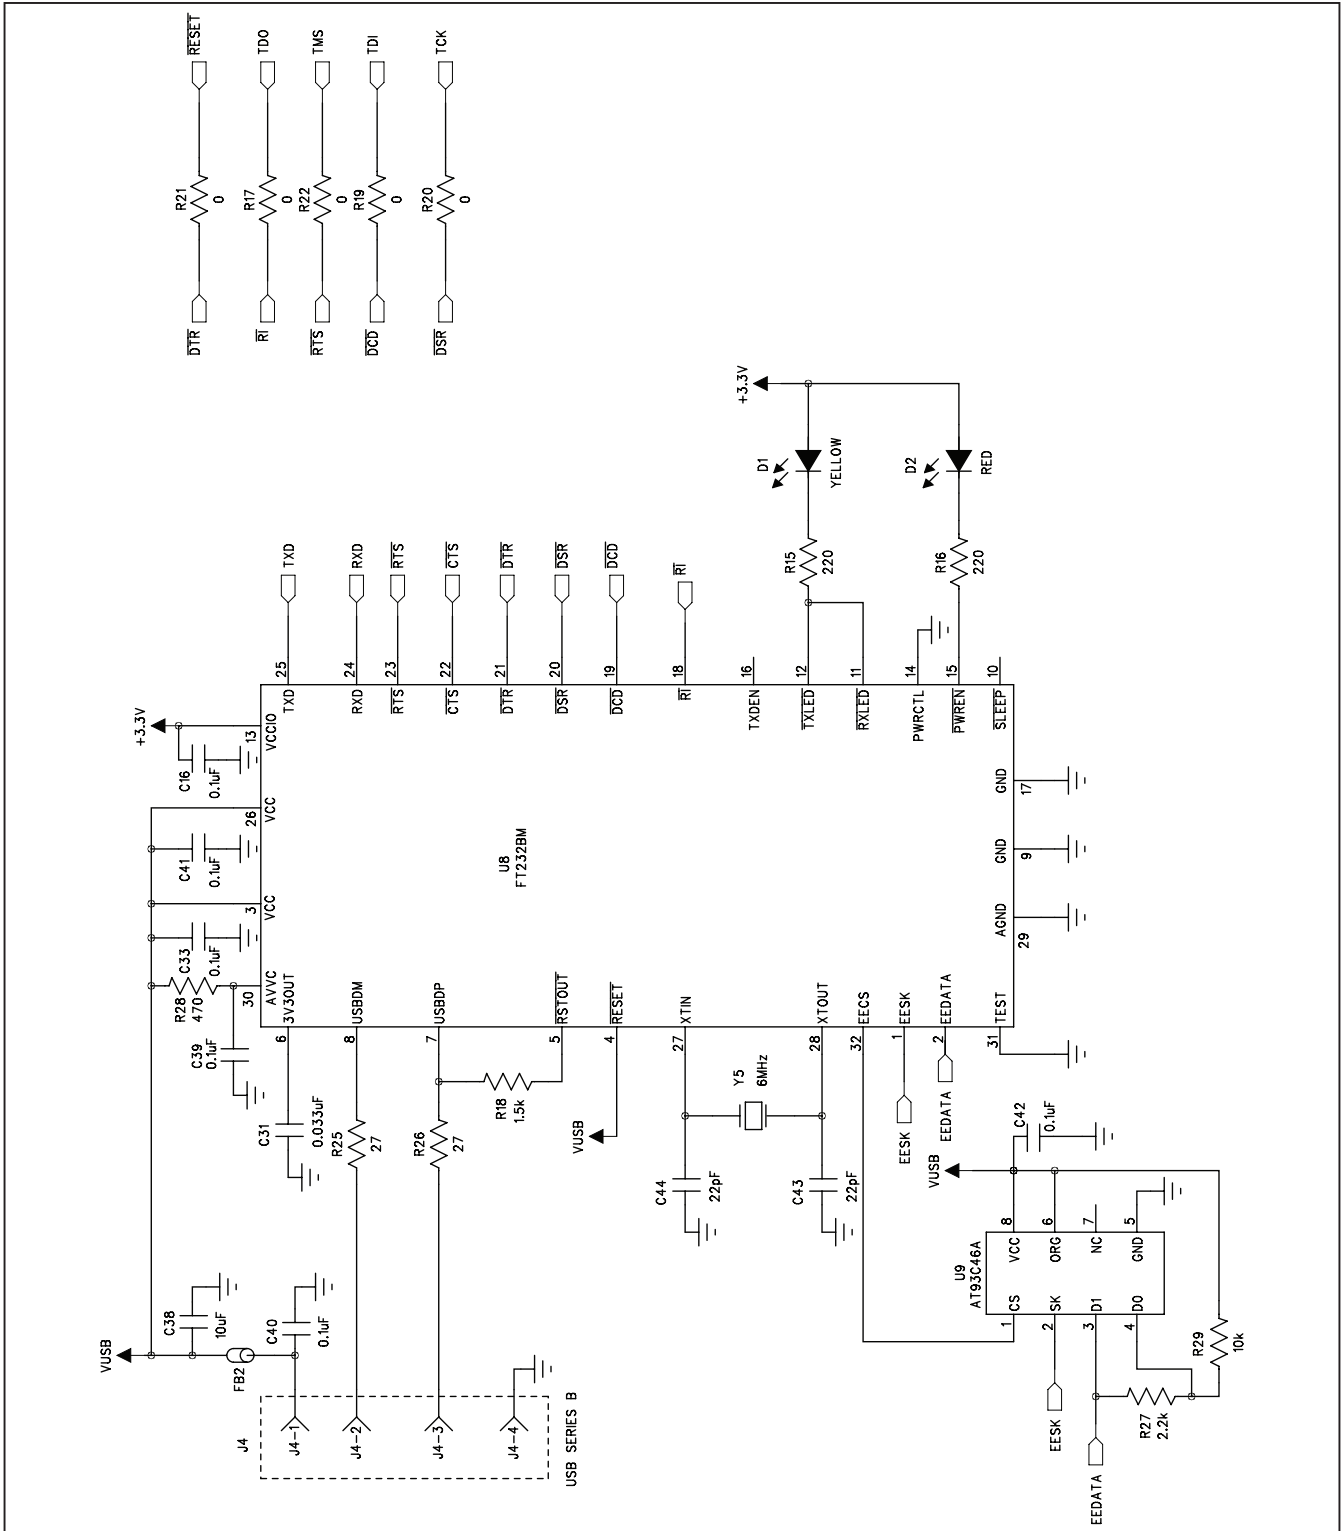 RESET
TDO
TMS
TDI
TCK
R21
0
R17
0
R22
0
R19
0
R20
0
DTR
RI
RTS
DCD
DSR
+3.3V
D1
YELLOW
D2
RED
R15
220
R16
220
TXD
RXD
RTS
CTS
DTR
DSR
DCD
RI
25
24
23
22
21
20
19
18
16
12
11
14
15
10
TXD
RXD
RTS
CTS
DTR
DSR
DCD
RI
TXDEN
TXLED
RXLED
PWRCTL
PWREN
SLEEP
+3.3V
13
VCCIO
C16
0.1uF
26
VCC
C41
0.1uF
3
VCC
C33
0.1uF
30
AVVC
R28
470
C39
0.1uF
U8
FT232BM
GND
17
GND
9
AGND
29
TEST
31
3V3OUT
6
USBDM
8
USBDP
7
RSTOUT
5
RESET
4
XTIN
27
XTOUT
28
EECS
32
EESK
1
EEDATA
2
C31
0.033uF
R25
27
R26
27
R18
1.5k
VUSB
Y5
6MHz
C44
22pF
C43
22pF
EESK
EEDATA
C42
0.1uF
VUSB
U9
AT93C46A
8
VCC
6
ORG
7
NC
5
GND
CS
1
SK
2
D1
3
D0
4
R29
10k
R27
2.2k
EESK
EEDATA
VUSB
C38
10uF
FB2
C40
0.1uF
J4
J4-1
J4-2
J4-3
J4-4
USB SERIES B